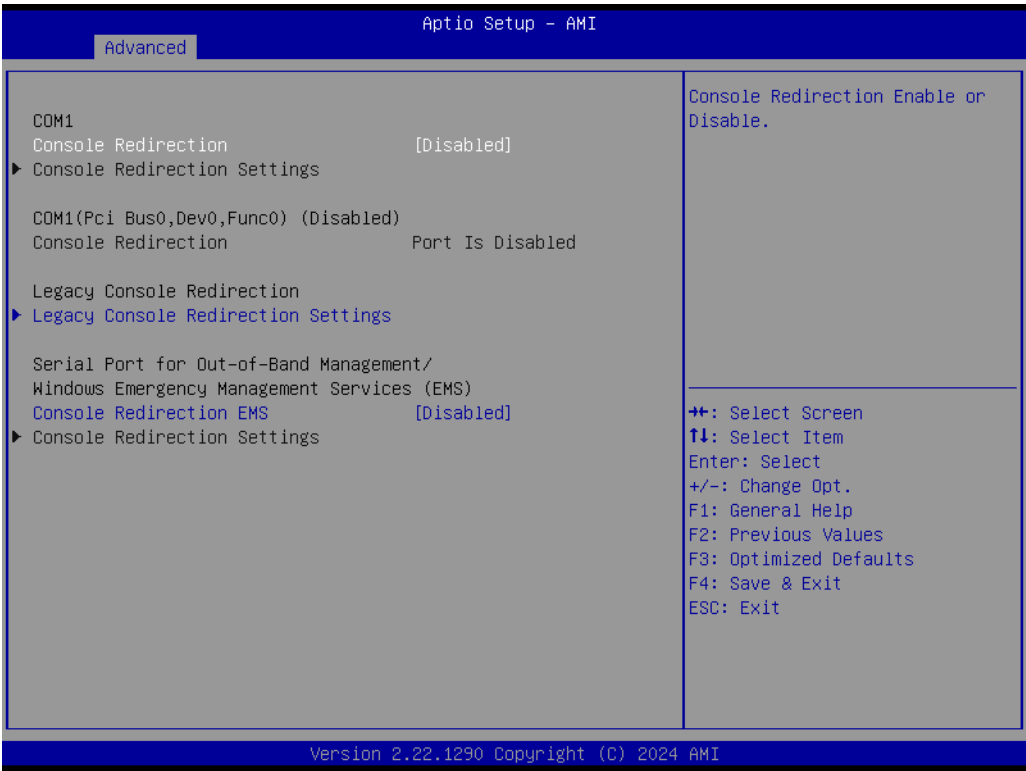 Aptio Setup – AMI
Advanced
COM1
Console Redirection [Disabled]
▶ Console Redirection Settings
COM1(Pci Bus0,Dev0,Func0) (Disabled)
Console Redirection Port Is Disabled
Legacy Console Redirection
▶ Legacy Console Redirection Settings
Serial Port for Out–of–Band Management/
Windows Emergency Management Services (EMS)
Console Redirection EMS [Disabled]
▶ Console Redirection Settings
Console Redirection Enable or
Disable.
→←: Select Screen
↑↓: Select Item
Enter: Select
+/–: Change Opt.
F1: General Help
F2: Previous Values
F3: Optimized Defaults
F4: Save & Exit
ESC: Exit
Version 2.22.1290 Copyright (C) 2024 AMI